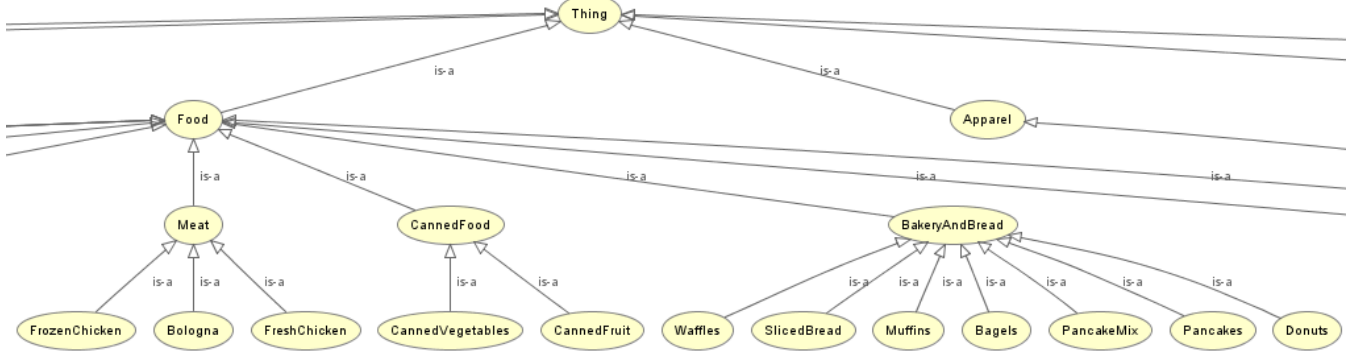 Thing
is-a
is-a
Food
Apparel
is-a
is-a
is-a
is-a
is-a
Meat
CannedFood
BakeryAndBread
is-a
is-a
is-a
is-a
is-a
is-a
is-a
is-a
is-a
is-a
is-a
is-a
FrozenChicken
Bologna
FreshChicken
CannedVegetables
CannedFruit
Waffles
SlicedBread
Muffins
Bagels
PancakeMix
Pancakes
Donuts